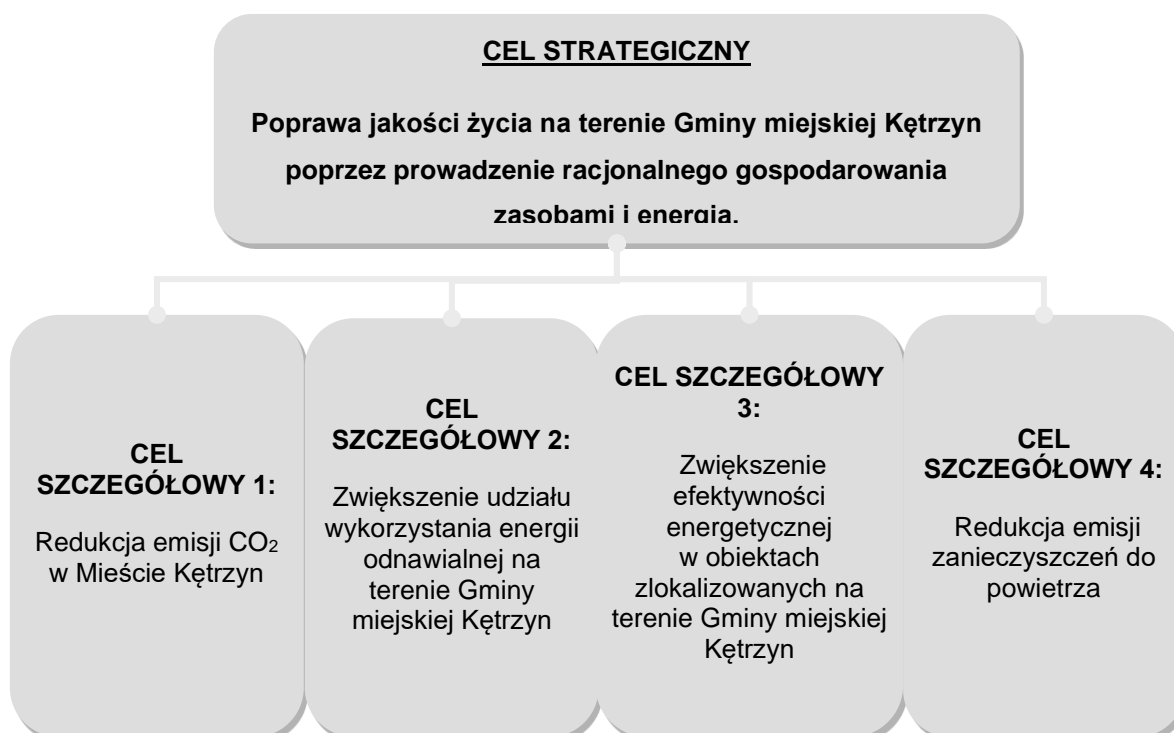 CEL STRATEGICZNY
Poprawa jakości życia na terenie Gminy miejskiej Kętrzyn
poprzez prowadzenie racjonalnego gospodarowania
zasobami i energią.
CEL
SZCZEGÓŁOWY 1:
Redukcja emisji CO₂
w Mieście Kętrzyn
CEL
SZCZEGÓŁOWY 2:
Zwiększenie udziału
wykorzystania energii
odnawialnej na
terenie Gminy
miejskiej Kętrzyn
CEL SZCZEGÓŁOWY
3:
Zwiększenie
efektywności
energetycznej
w obiektach
zlokalizowanych na
terenie Gminy miejskiej
Kętrzyn
CEL
SZCZEGÓŁOWY 4:
Redukcja emisji
zanieczyszczeń do
powietrza